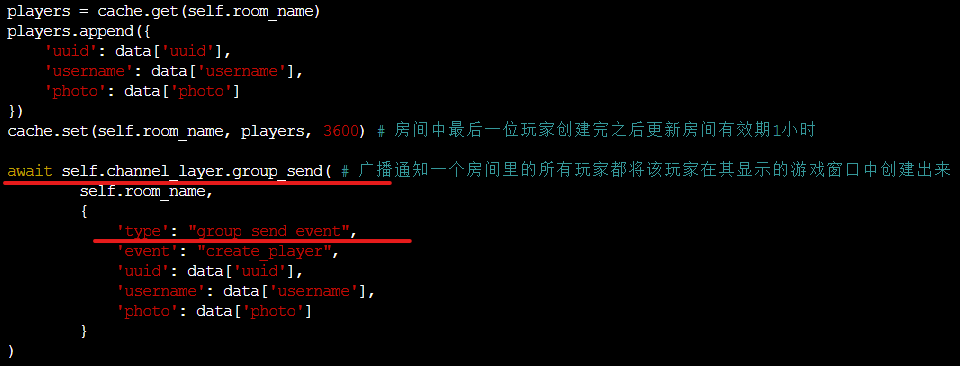 players = cache.get(self.room_name)
players.append({
    'uuid': data['uuid'],
    'username': data['username'],
    'photo': data['photo']
})
cache.set(self.room_name, players, 3600) # 房间中最后一位玩家创建完之后更新房间有效期1小时
await self.channel_layer.group_send( # 广播通知一个房间里的所有玩家都将该玩家在其显示的游戏窗口中创建出来
        self.room_name,
        {
            'type': "group_send_event",
            'event': "create_player",
            'uuid': data['uuid'],
            'username': data['username'],
            'photo': data['photo']
        }
)